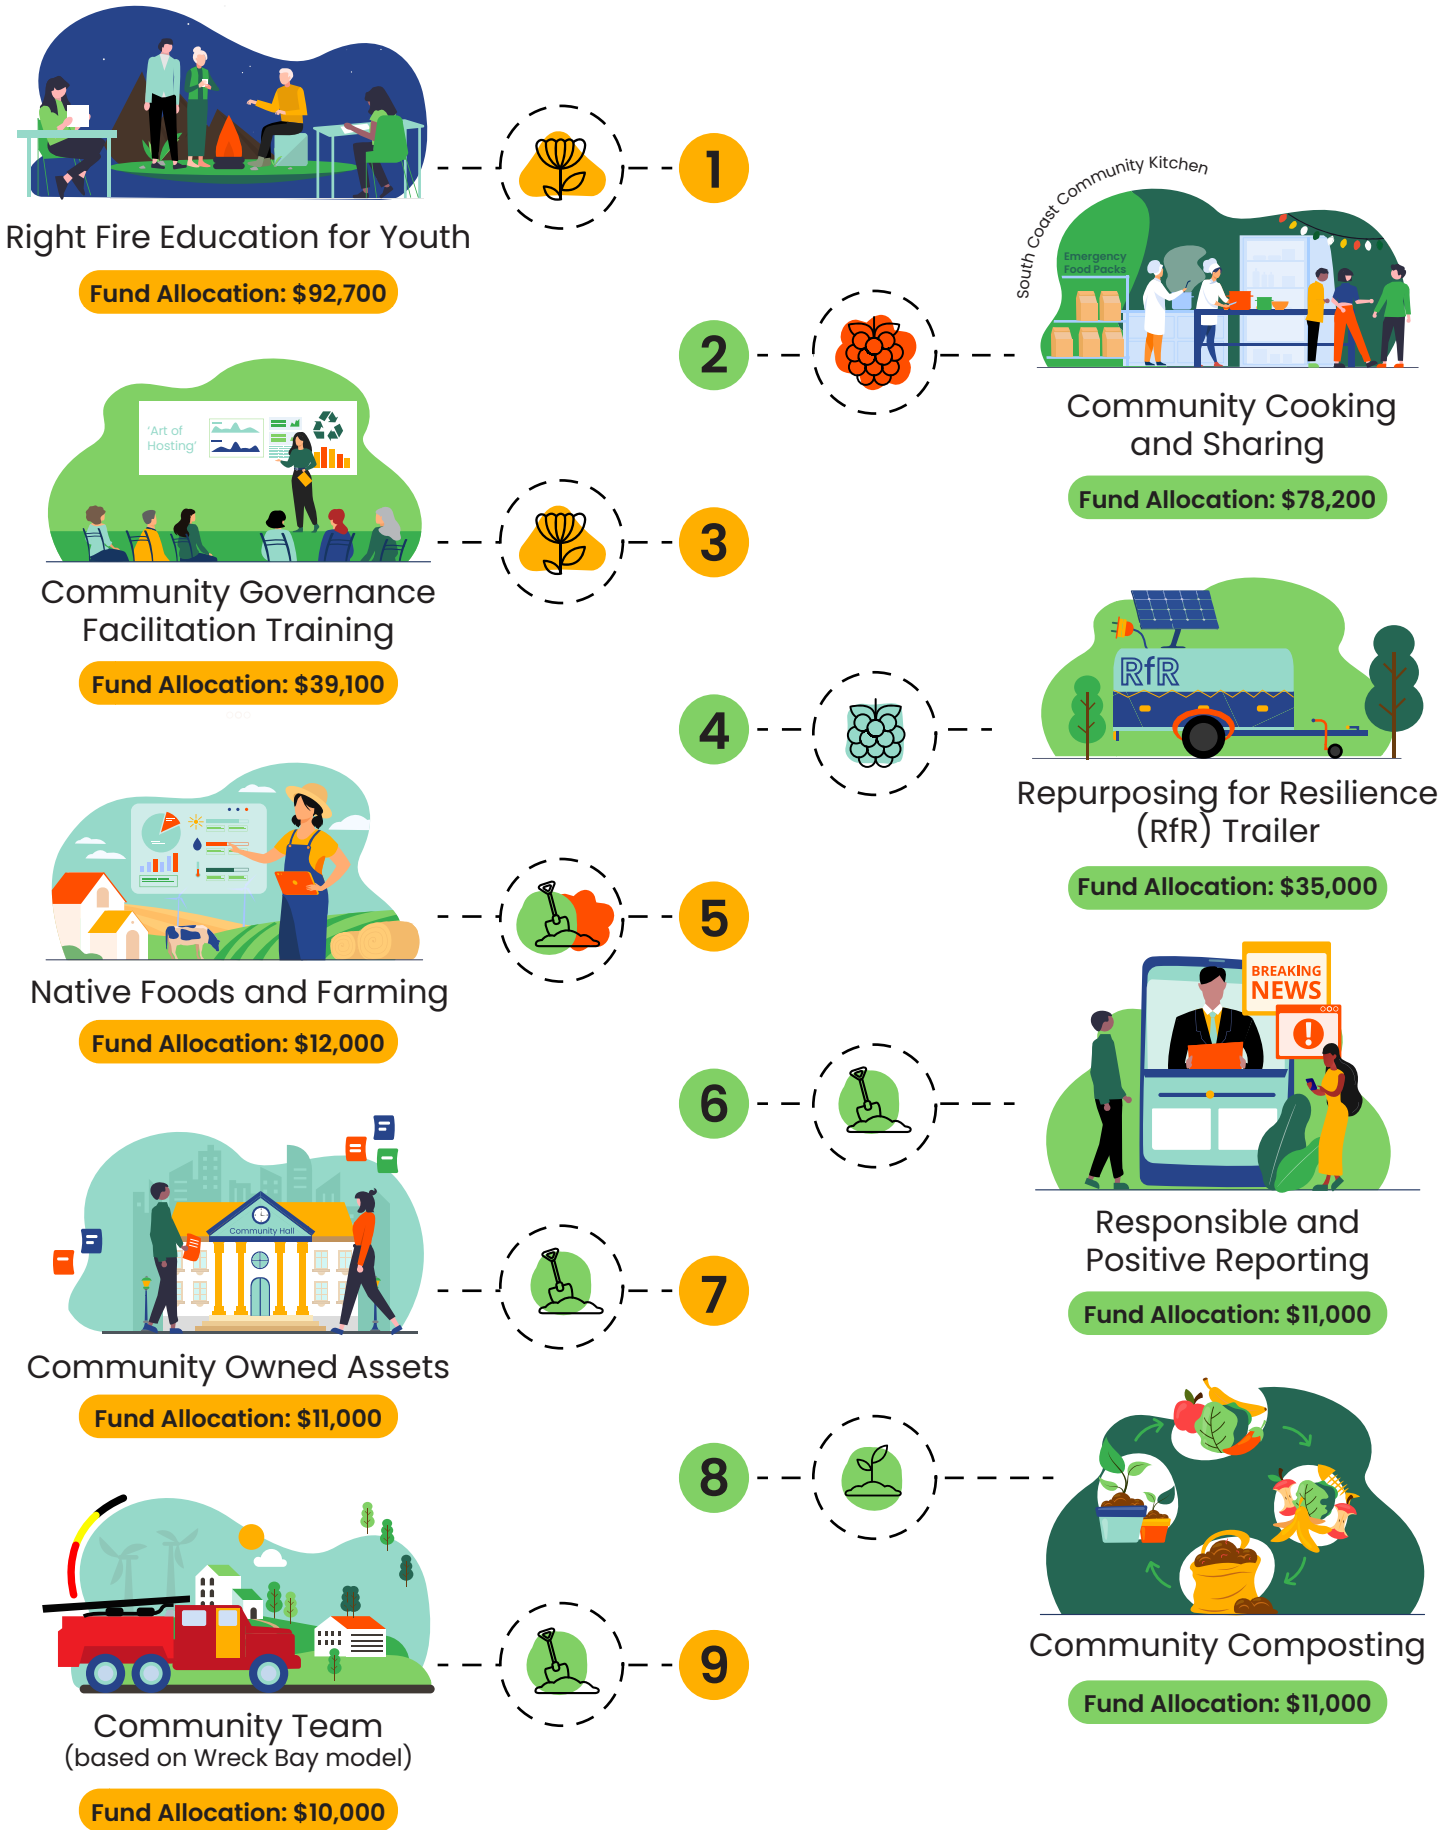 1
Right Fire Education for Youth
Fund Allocation: $92,700
South Coast Community Kitchen
Emergency
Food Packs
2
Community Cooking
and Sharing
Fund Allocation: $78,200
'Art of
Hosting'
3
Community Governance
Facilitation Training
Fund Allocation: $39,100
RfR
4
Repurposing for Resilience
(RfR) Trailer
Fund Allocation: $35,000
5
Native Foods and Farming
Fund Allocation: $12,000
BREAKING
NEWS
!
6
Responsible and
Positive Reporting
Fund Allocation: $11,000
Community Hall
7
Community Owned Assets
Fund Allocation: $11,000
8
Community Composting
Fund Allocation: $11,000
9
Community Team
(based on Wreck Bay model)
Fund Allocation: $10,000